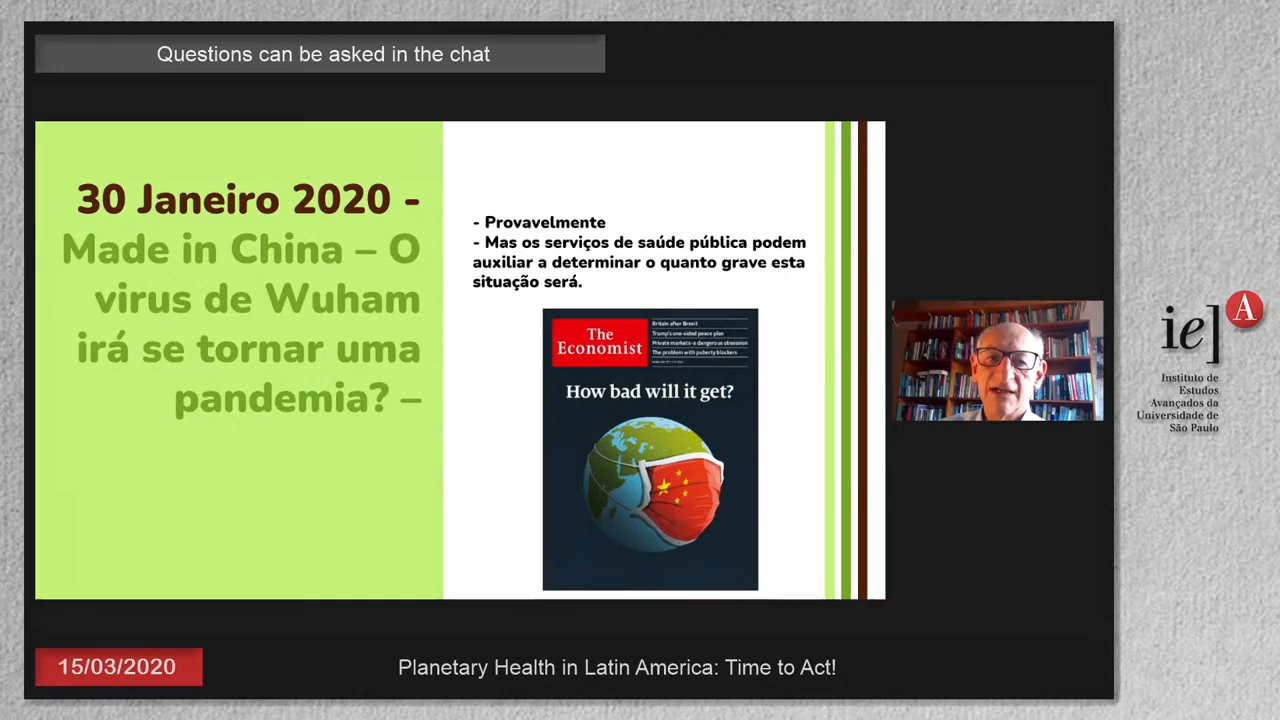 Questions can be asked in the chat
30 Janeiro 2020 -
Made in China – O
virus de Wuham
irá se tornar uma
pandemia? –
- Provavelmente
- Mas os serviços de saúde pública podem
auxiliar a determinar o quanto grave esta
situação será.
The
Economist
Britain after Brexit
Trump's one-sided peace plan
Private markets-a dangerous obsession
The problem with puberty blockers
How bad will it get?
iea
A
Instituto de
Estudos
Avançados da
Universidade de
São Paulo
15/03/2020
Planetary Health in Latin America: Time to Act!